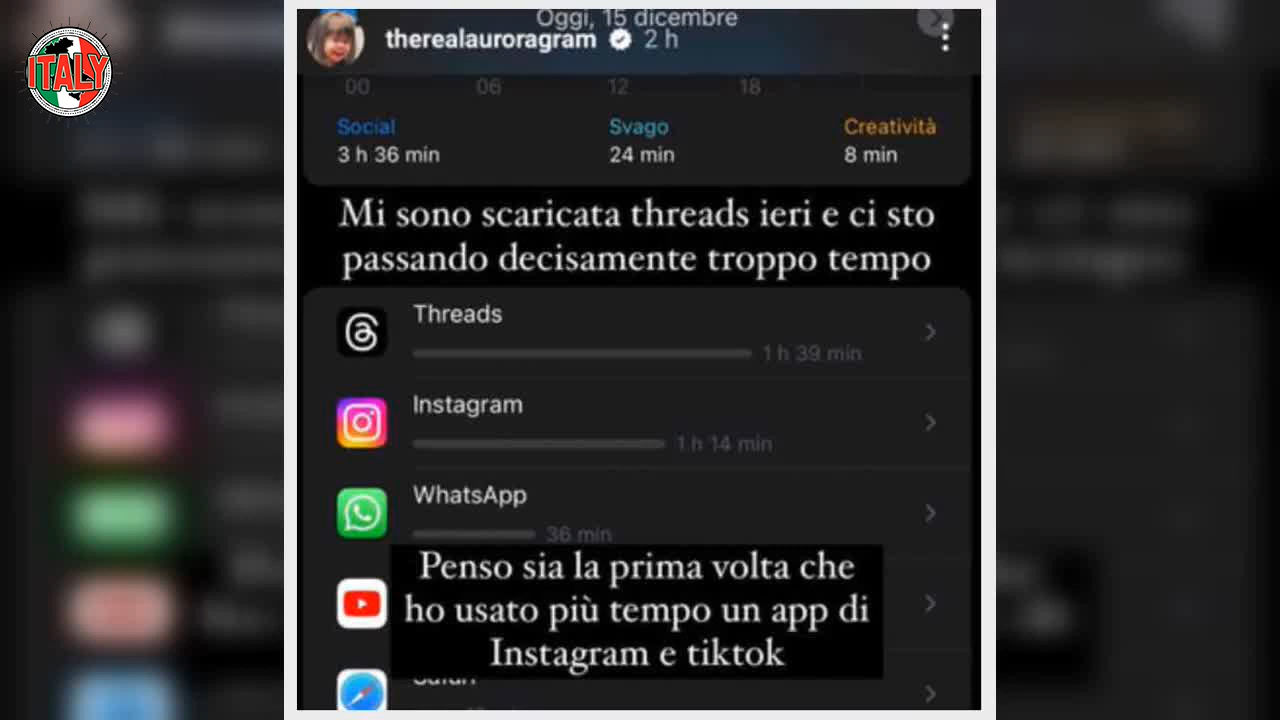 ITALY
Oggi, 15 dicembre
therealauroragram 2 h
00 06 12 18
Social Svago Creatività
3 h 36 min 24 min 8 min
Mi sono scaricata threads ieri e ci sto
passando decisamente troppo tempo
Threads
1 h 39 min
Instagram
1 h 14 min
WhatsApp
36 min
Penso sia la prima volta che
ho usato più tempo un app di
Instagram e tiktok
Safari